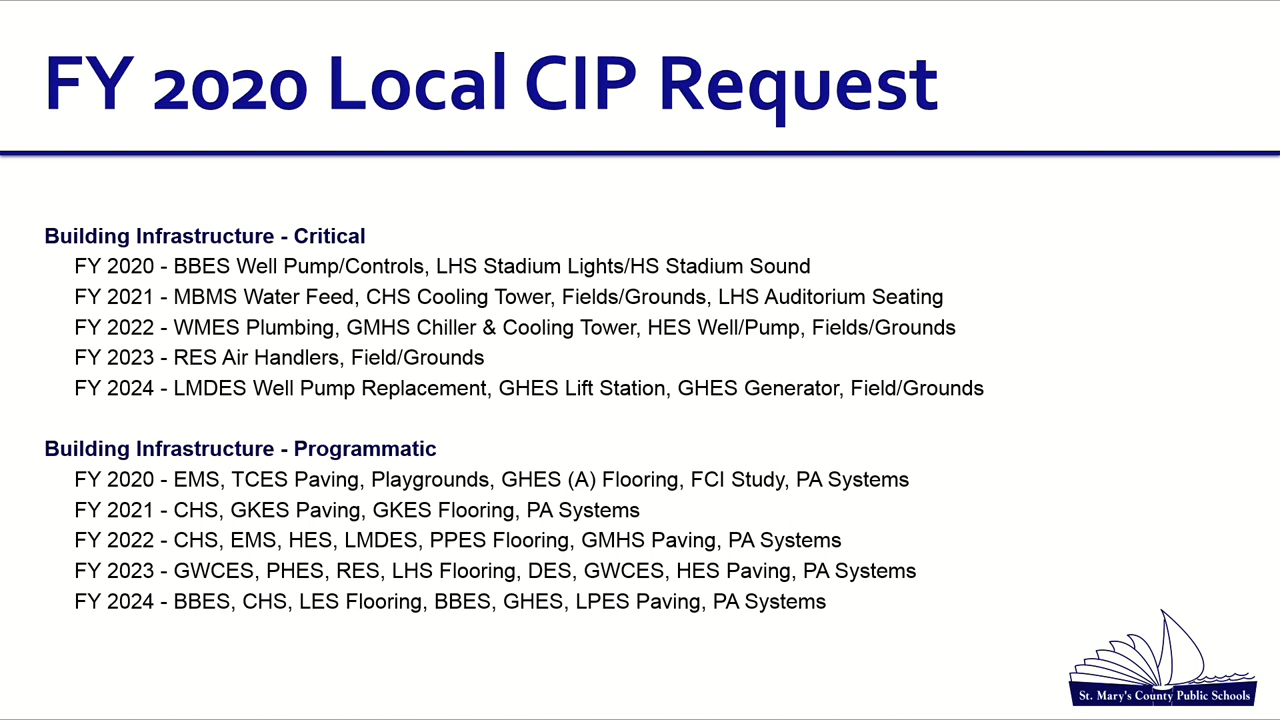 FY 2020 Local CIP Request
Building Infrastructure - Critical
FY 2020 - BBES Well Pump/Controls, LHS Stadium Lights/HS Stadium Sound
FY 2021 - MBMS Water Feed, CHS Cooling Tower, Fields/Grounds, LHS Auditorium Seating
FY 2022 - WMES Plumbing, GMHS Chiller & Cooling Tower, HES Well/Pump, Fields/Grounds
FY 2023 - RES Air Handlers, Field/Grounds
FY 2024 - LMDES Well Pump Replacement, GHES Lift Station, GHES Generator, Field/Grounds
Building Infrastructure - Programmatic
FY 2020 - EMS, TCES Paving, Playgrounds, GHES (A) Flooring, FCI Study, PA Systems
FY 2021 - CHS, GKES Paving, GKES Flooring, PA Systems
FY 2022 - CHS, EMS, HES, LMDES, PPES Flooring, GMHS Paving, PA Systems
FY 2023 - GWCES, PHES, RES, LHS Flooring, DES, GWCES, HES Paving, PA Systems
FY 2024 - BBES, CHS, LES Flooring, BBES, GHES, LPES Paving, PA Systems
St. Mary's County Public Schools